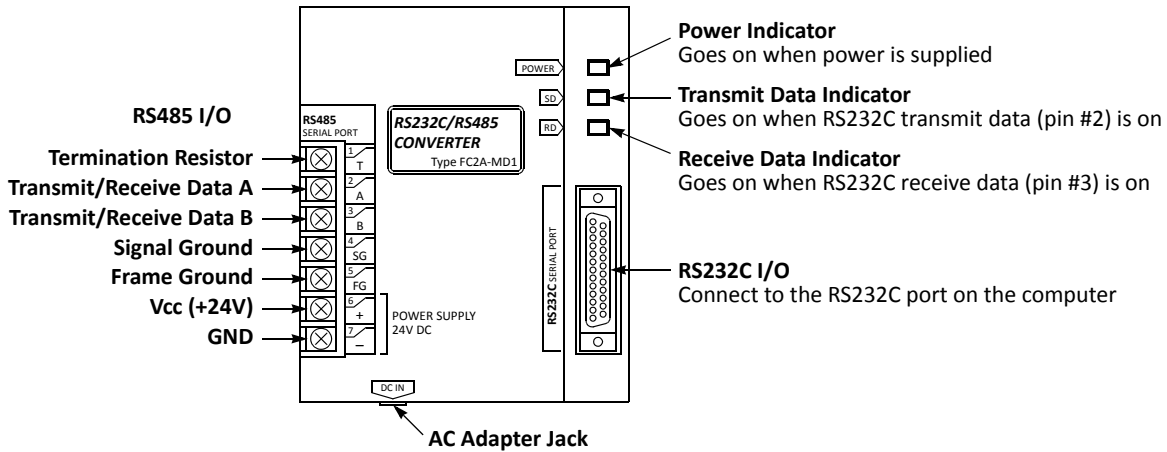 Power Indicator
Goes on when power is supplied
POWER
SD
Transmit Data Indicator
Goes on when RS232C transmit data (pin #2) is on
RD
Receive Data Indicator
Goes on when RS232C receive data (pin #3) is on
RS485 I/O
RS485
SERIAL PORT
RS232C/RS485
CONVERTER
Type FC2A-MD1
Termination Resistor
1
T
Transmit/Receive Data A
2
A
Transmit/Receive Data B
3
B
Signal Ground
4
SG
Frame Ground
5
FG
Vcc (+24V)
6
+
GND
7
–
POWER SUPPLY
24V DC
RS232C SERIAL PORT
RS232C I/O
Connect to the RS232C port on the computer
DC IN
AC Adapter Jack